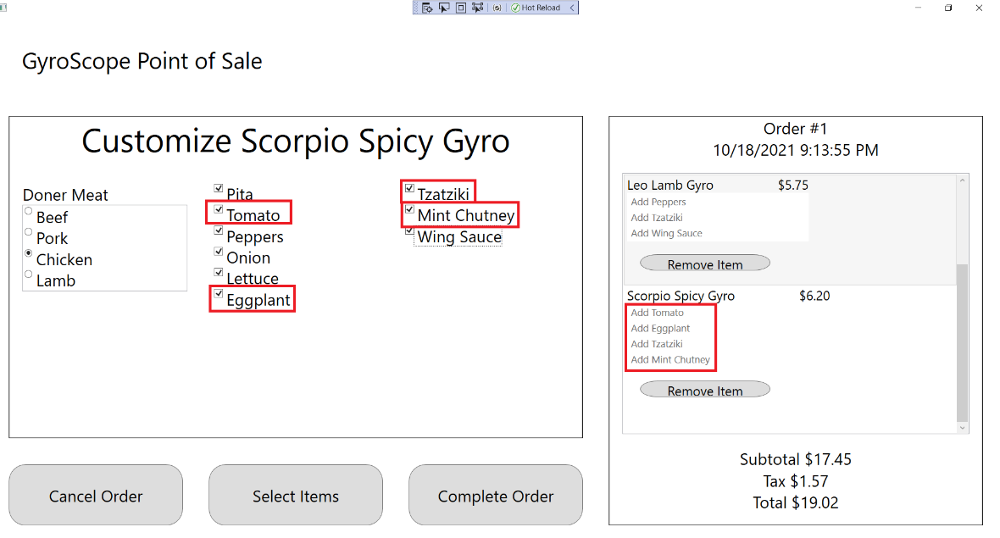 Hot Reload
GyroScope Point of Sale
Customize Scorpio Spicy Gyro
Doner Meat
Beef
Pork
Chicken
Lamb
Pita
Tomato
Peppers
Onion
Lettuce
Eggplant
Tzatziki
Mint Chutney
Wing Sauce
Cancel Order
Select Items
Complete Order
Order #1
10/18/2021 9:13:55 PM
Leo Lamb Gyro $5.75
Add Peppers
Add Tzatziki
Add Wing Sauce
Remove Item
Scorpio Spicy Gyro $6.20
Add Tomato
Add Eggplant
Add Tzatziki
Add Mint Chutney
Remove Item
Subtotal $17.45
Tax $1.57
Total $19.02